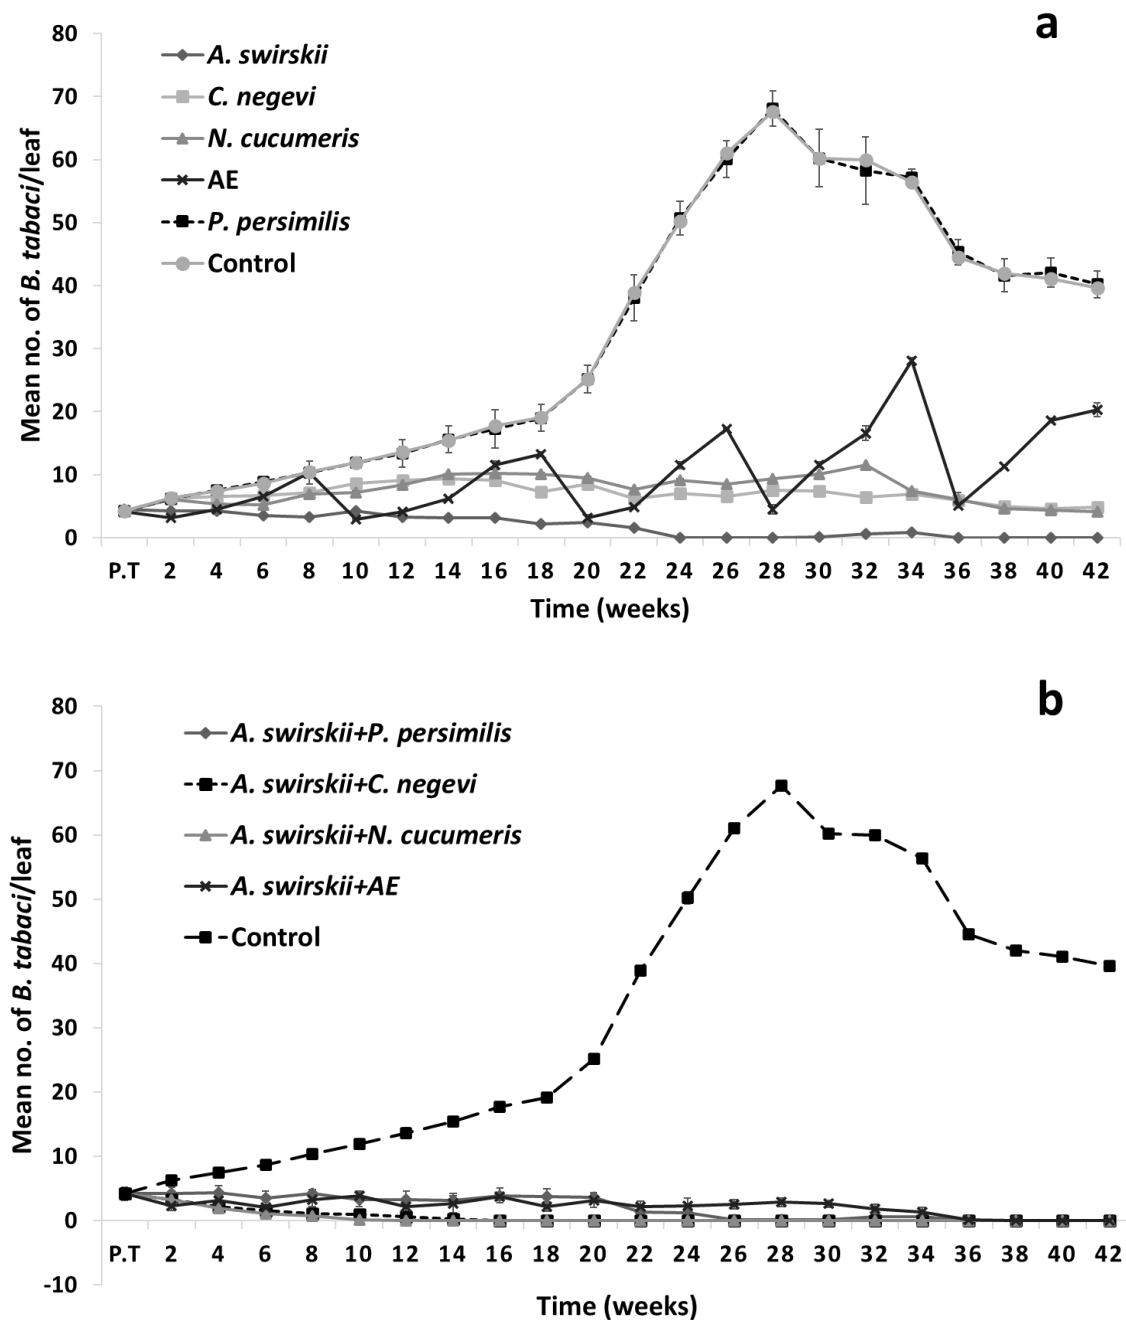 a
80
70
60
50
40
30
20
10
0
Mean no. of B. tabaci/leaf
A. swirskii
C. negevi
N. cucumeris
AE
P. persimilis
Control
P.T 2 4 6 8 10 12 14 16 18 20 22 24 26 28 30 32 34 36 38 40 42
Time (weeks)
b
80
70
60
50
40
30
20
10
0
-10
Mean no. of B. tabaci/leaf
A. swirskii+P. persimilis
A. swirskii+C. negevi
A. swirskii+N. cucumeris
A. swirskii+AE
Control
P.T 2 4 6 8 10 12 14 16 18 20 22 24 26 28 30 32 34 36 38 40 42
Time (weeks)